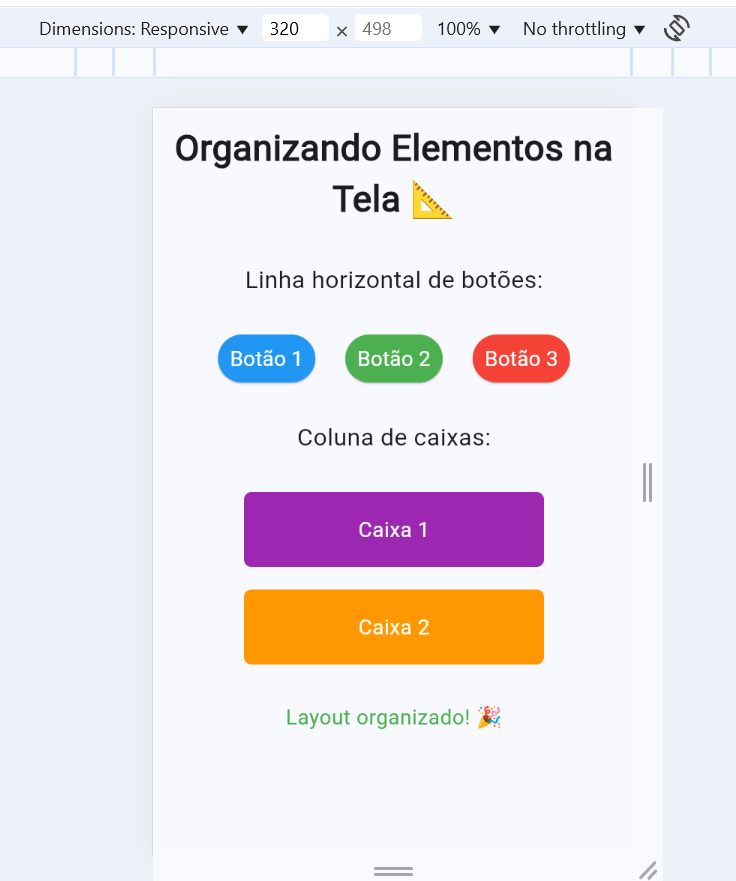 Dimensions: Responsive ▼ 320 × 498 100% ▼ No throttling ▼
Organizando Elementos na
Tela 📐
Linha horizontal de botões:
Botão 1 Botão 2 Botão 3
Coluna de caixas:
Caixa 1
Caixa 2
Layout organizado! 🎉